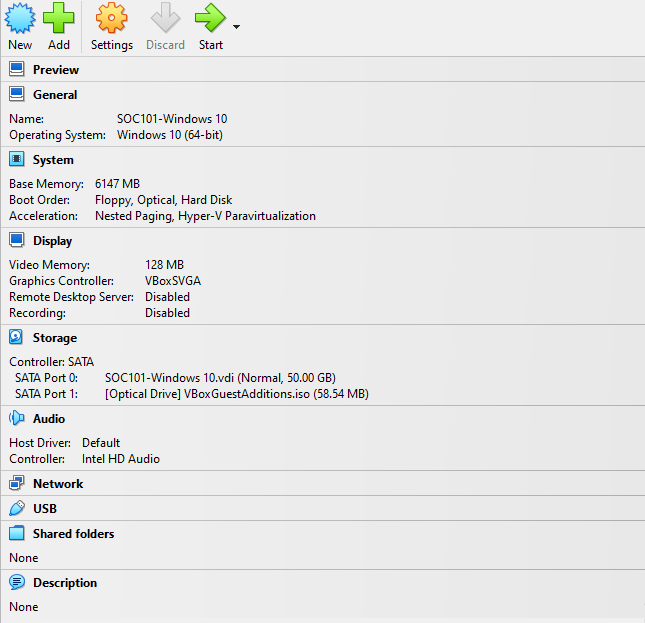 New Add Settings Discard Start
Preview
General
Name: SOC101-Windows 10
Operating System: Windows 10 (64-bit)
System
Base Memory: 6147 MB
Boot Order: Floppy, Optical, Hard Disk
Acceleration: Nested Paging, Hyper-V Paravirtualization
Display
Video Memory: 128 MB
Graphics Controller: VBoxSVGA
Remote Desktop Server: Disabled
Recording: Disabled
Storage
Controller: SATA
SATA Port 0: SOC101-Windows 10.vdi (Normal, 50.00 GB)
SATA Port 1: [Optical Drive] VBoxGuestAdditions.iso (58.54 MB)
Audio
Host Driver: Default
Controller: Intel HD Audio
Network
USB
Shared folders
None
Description
None